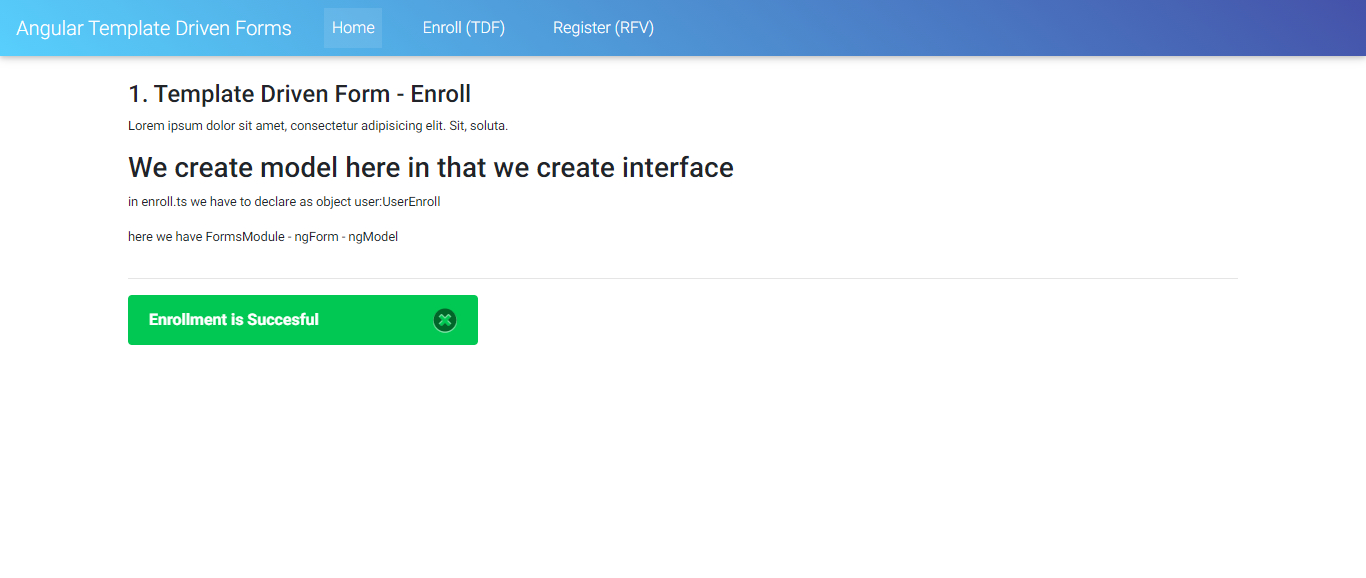 Angular Template Driven Forms Home Enroll (TDF) Register (RFV)
1. Template Driven Form - Enroll
Lorem ipsum dolor sit amet, consectetur adipisicing elit. Sit, soluta.
We create model here in that we create interface
in enroll.ts we have to declare as object user:UserEnroll
here we have FormsModule - ngForm - ngModel
Enrollment is Succesful